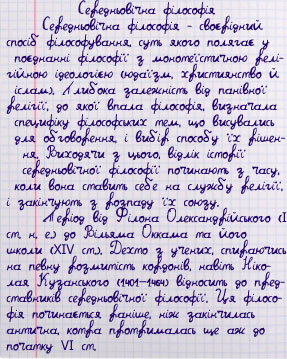 Середньовічна філософія
Середньовічна філософія - своєрідний
спосіб філософування, суть якого полягає у
поєднанні філософії з монотеїстичною релі-
гійною ідеологією (юдаїзм, християнство й
іслам). Глибока залежність від панівної
релігії, до якої впала філософія, визначала
специфіку філософських тем, що висувались
для обговорення, і вибір способу їх рішен-
ня. Виходячи з цього, відлік історії
середньовічної філософії починають з часу,
коли вона ставить себе на службу релігії,
і закінчують з розпаду їх союзу.
Період від Філона Олександрійського (І
ст. н. е.) до Вільяма Оккама та його
школи (XIV ст). Дехто з учених, спираючись
на певну розмитість кордонів, навіть Ніко-
лая Кузанського (1401-1464) відносить до пред-
ставників середньовічної філософії. Ця філосо-
фія починається раніше, ніж закінчилась
антична, котра протрималась ще аж до
початку VI ст.